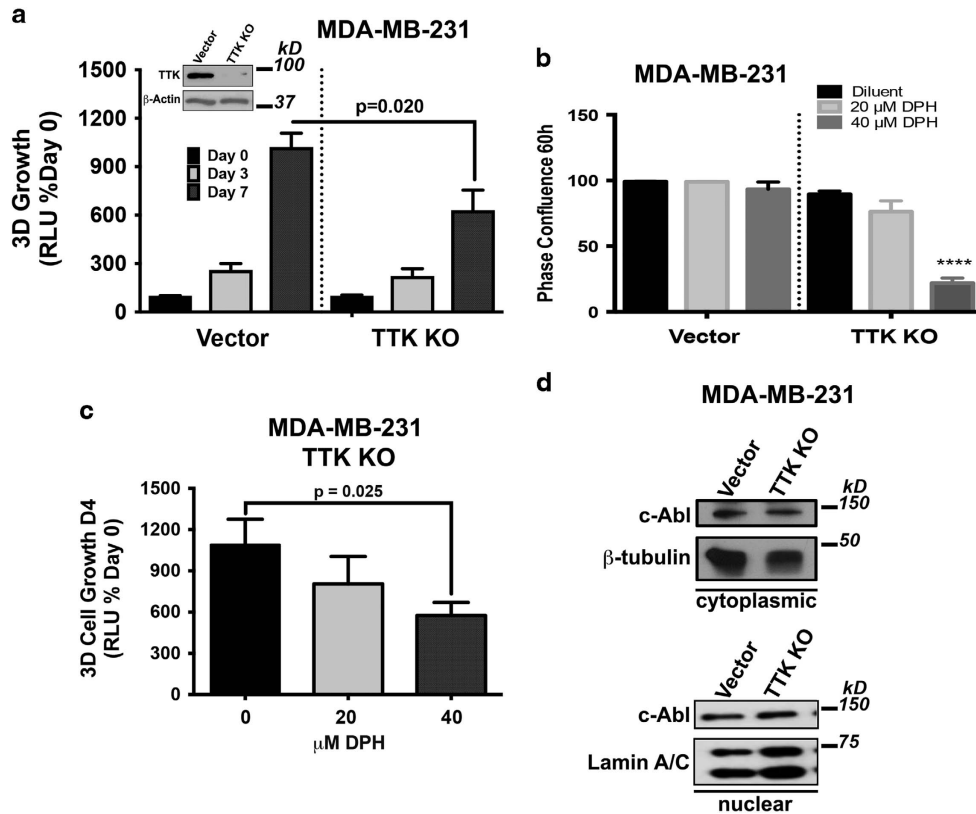 a
MDA-MB-231
Vector
TTK KO
kD
TTK
100
β-Actin
37
p=0.020
Day 0
Day 3
Day 7
3D Growth
(RLU %Day 0)
1500
1200
900
600
300
0
Vector
TTK KO
b
MDA-MB-231
Diluent
20 µM DPH
40 µM DPH
Phase Confluence 60h
150
100
50
0
****
Vector
TTK KO
c
MDA-MB-231
TTK KO
p = 0.025
3D Cell Growth D4
(RLU % Day 0)
1500
1200
900
600
300
0
0
20
40
µM DPH
d
MDA-MB-231
Vector
TTK KO
kD
c-Abl
150
β-tubulin
50
cytoplasmic
Vector
TTK KO
kD
c-Abl
150
Lamin A/C
75
nuclear